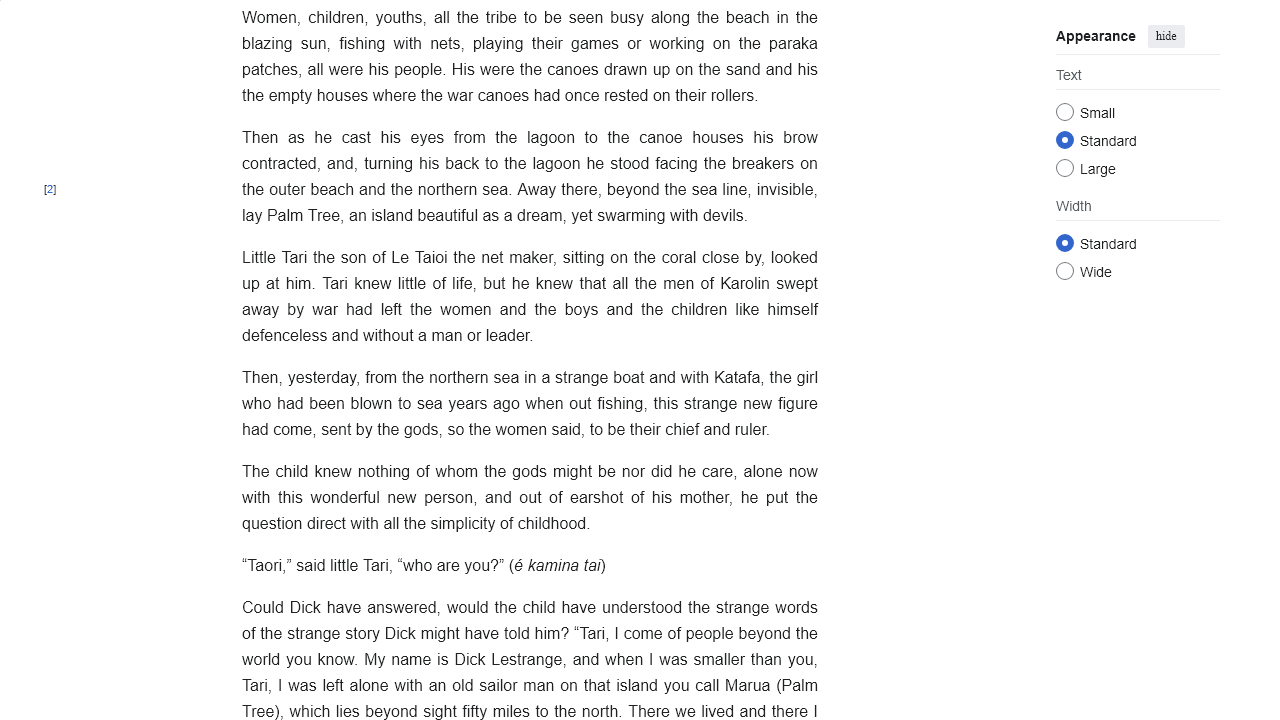 Women, children, youths, all the tribe to be seen busy along the beach in the
blazing sun, fishing with nets, playing their games or working on the paraka
patches, all were his people. His were the canoes drawn up on the sand and his
the empty houses where the war canoes had once rested on their rollers.
Then as he cast his eyes from the lagoon to the canoe houses his brow
contracted, and, turning his back to the lagoon he stood facing the breakers on
the outer beach and the northern sea. Away there, beyond the sea line, invisible,
lay Palm Tree, an island beautiful as a dream, yet swarming with devils.
Little Tari the son of Le Taioi the net maker, sitting on the coral close by, looked
up at him. Tari knew little of life, but he knew that all the men of Karolin swept
away by war had left the women and the boys and the children like himself
defenceless and without a man or leader.
Then, yesterday, from the northern sea in a strange boat and with Katafa, the girl
who had been blown to sea years ago when out fishing, this strange new figure
had come, sent by the gods, so the women said, to be their chief and ruler.
The child knew nothing of whom the gods might be nor did he care, alone now
with this wonderful new person, and out of earshot of his mother, he put the
question direct with all the simplicity of childhood.
“Taori,” said little Tari, “who are you?” (é kamina tai)
Could Dick have answered, would the child have understood the strange words
of the strange story Dick might have told him? “Tari, I come of people beyond the
world you know. My name is Dick Lestrange, and when I was smaller than you,
Tari, I was left alone with an old sailor man on that island you call Marua (Palm
Tree), which lies beyond sight fifty miles to the north. There we lived and there I
[2]
Appearance hide
Text
Small
Standard
Large
Width
Standard
Wide